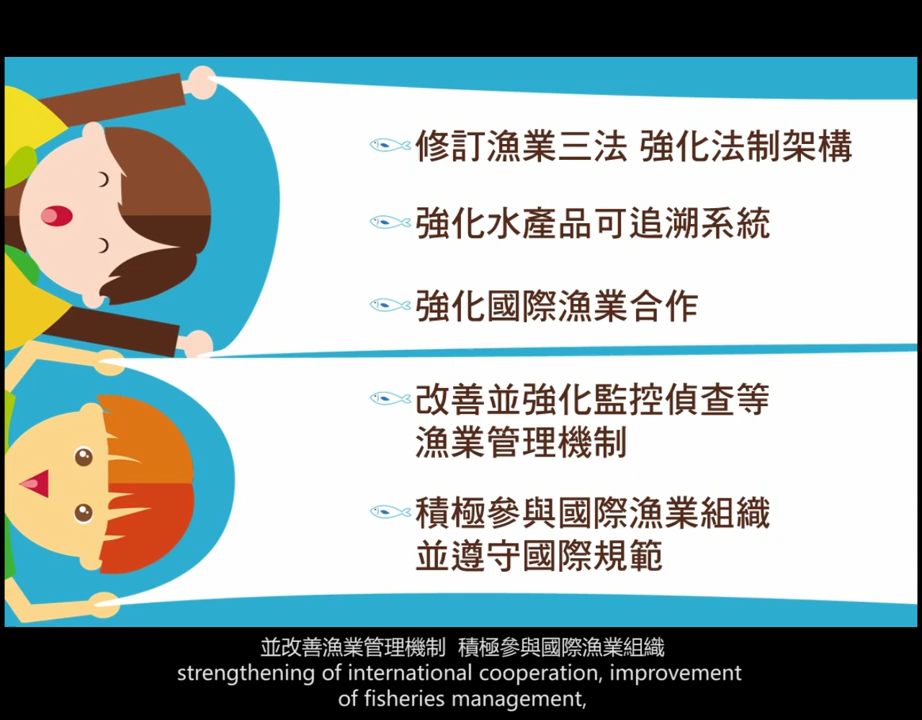 修訂漁業三法 強化法制架構
強化水產品可追溯系統
強化國際漁業合作
改善並強化監控偵查等
漁業管理機制
積極參與國際漁業組織
並遵守國際規範
並改善漁業管理機制 積極參與國際漁業組織
strengthening of international cooperation, improvement
of fisheries management,